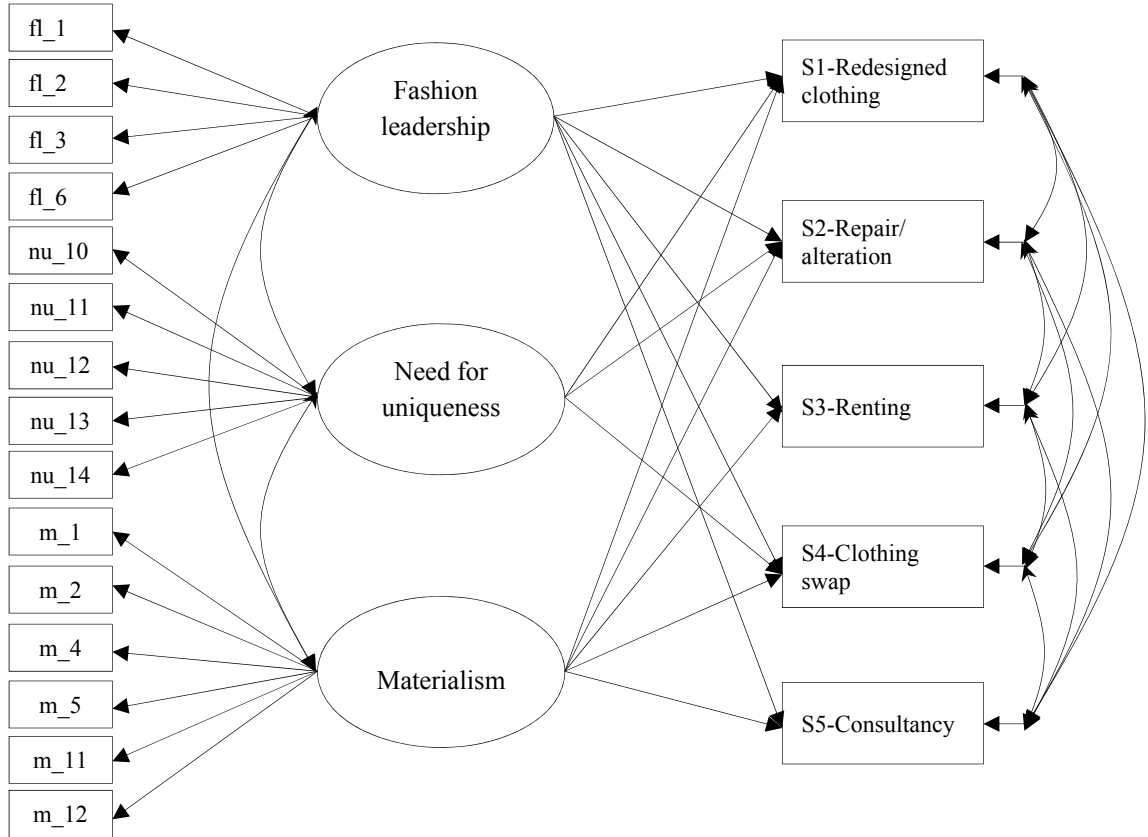 fl_1
fl_2
fl_3
fl_6
nu_10
nu_11
nu_12
nu_13
nu_14
m_1
m_2
m_4
m_5
m_11
m_12
Fashion
leadership
Need for
uniqueness
Materialism
S1-Redesigned
clothing
S2-Repair/
alteration
S3-Renting
S4-Clothing
swap
S5-Consultancy